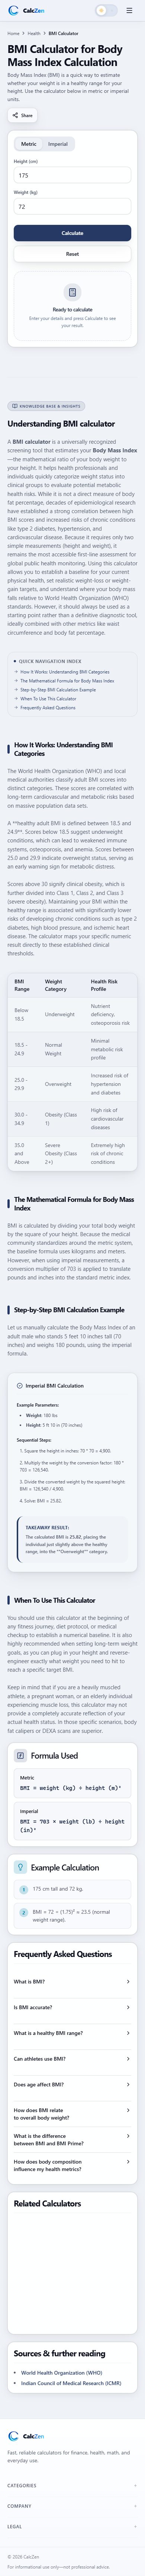 CalcZen
Home > Health > BMI Calculator
BMI Calculator for Body
Mass Index Calculation
Body Mass Index (BMI) is a quick way to estimate
whether your weight is in a healthy range for your
height. Use the calculator below in metric or imperial
units.
Share
Metric Imperial
Height (cm)
175
Weight (kg)
72
Calculate
Reset
Ready to calculate
Enter your details and press Calculate to see
your result.
KNOWLEDGE BASE & INSIGHTS
Understanding BMI calculator
A BMI calculator is a universally recognized
screening tool that estimates your Body Mass Index
—the mathematical ratio of your body weight to
your height. It helps health professionals and
individuals quickly categorize weight status into
clinical groups to evaluate potential metabolic
health risks. While it is not a direct measure of body
fat percentage, decades of epidemiological research
have established a strong correlation between high
BMI scores and increased risks of chronic conditions
like type 2 diabetes, hypertension, and
cardiovascular disease. Because it relies on only two
simple measurements (height and weight), it
remains the most accessible first-line assessment for
global public health monitoring. Using this calculator
allows you to establish a baseline for your current
physical health, set realistic weight-loss or weight-
gain targets, and understand where your body mass
falls relative to World Health Organization (WHO)
standards. However, it should always be used as a
starting point rather than a definitive diagnostic tool,
ideally coupled with other metrics like waist
circumference and body fat percentage.
QUICK NAVIGATION INDEX
How It Works: Understanding BMI Categories
The Mathematical Formula for Body Mass Index
Step-by-Step BMI Calculation Example
When To Use This Calculator
Frequently Asked Questions
How It Works: Understanding BMI
Categories
The World Health Organization (WHO) and local
medical authorities classify adult BMI scores into
distinct categories. These scores are correlated with
long-term cardiovascular and metabolic risks based
on massive population data sets.
A **healthy adult BMI is defined between 18.5 and
24.9**. Scores below 18.5 suggest underweight
conditions, which can lead to weakened immune
systems, osteoporosis, and anemia. Scores between
25.0 and 29.9 indicate overweight status, serving as
an early warning sign for metabolic distress.
Scores above 30 signify clinical obesity, which is
further divided into Class 1, Class 2, and Class 3
(severe obesity). Maintaining your BMI within the
healthy range is associated with significantly lower
risks of developing chronic conditions such as type 2
diabetes, high blood pressure, and ischemic heart
disease. The calculator maps your specific numeric
score directly to these established clinical
thresholds.
BMI Range Weight Category Health Risk Profile
Below 18.5 Underweight Nutrient deficiency, osteoporosis risk
18.5 – 24.9 Normal Weight Minimal metabolic risk profile
25.0 – 29.9 Overweight Increased risk of hypertension and diabetes
30.0 – 34.9 Obesity (Class 1) High risk of cardiovascular diseases
35.0 and Above Severe Obesity (Class 2+) Extremely high risk of chronic conditions
The Mathematical Formula for Body Mass
Index
BMI is calculated by dividing your total body weight
by the square of your height. Because the medical
community standardizes around the metric system,
the baseline formula uses kilograms and meters.
However, when using imperial measurements, a
conversion multiplier of 703 is applied to translate
pounds and inches into the standard metric index.
Step-by-Step BMI Calculation Example
Let us manually calculate the Body Mass Index of an
adult male who stands 5 feet 10 inches tall (70
inches) and weighs 180 pounds, using the imperial
formula.
Imperial BMI Calculation
Example Parameters:
Weight: 180 lbs
Height: 5 ft 10 in (70 inches)
Sequential Steps:
1. Square the height in inches: 70 * 70 = 4,900.
2. Multiply the weight by the conversion factor: 180 *
703 = 126,540.
3. Divide the converted weight by the squared height:
BMI = 126,540 / 4,900.
4. Solve: BMI = 25.82.
TAKEAWAY RESULT:
The calculated BMI is 25.82, placing the
individual just slightly above the healthy
range, into the **Overweight** category.
When To Use This Calculator
You should use this calculator at the beginning of
any fitness journey, diet protocol, or medical
checkup to establish a numerical baseline. It is also
highly recommended when setting long-term weight
goals, as you can plug in your height and reverse-
engineer exactly what weight you would need to hit
to reach a specific target BMI.
Keep in mind that if you are a heavily muscled
athlete, a pregnant woman, or an elderly individual
experiencing muscle loss, this calculator may not
provide a completely accurate reflection of your
actual health status. In those specific scenarios, body
fat calipers or DEXA scans are superior.
Formula Used
Metric
BMI = weight (kg) ÷ height (m)²
Imperial
BMI = 703 × weight (lb) ÷ height
(in)²
Example Calculation
1 175 cm tall and 72 kg.
2 BMI = 72 ÷ (1.75)² ≈ 23.5 (normal
weight range).
Frequently Asked Questions
What is BMI?
Is BMI accurate?
What is a healthy BMI range?
Can athletes use BMI?
Does age affect BMI?
How does BMI relate
to overall body weight?
What is the difference
between BMI and BMI Prime?
How does body composition
influence my health metrics?
Related Calculators
Sources & further reading
World Health Organization (WHO)
Indian Council of Medical Research (ICMR)
CalcZen
Fast, reliable calculators for finance, health, math, and
everyday use.
CATEGORIES
COMPANY
LEGAL
© 2026 CalcZen
For informational use only—not professional advice.